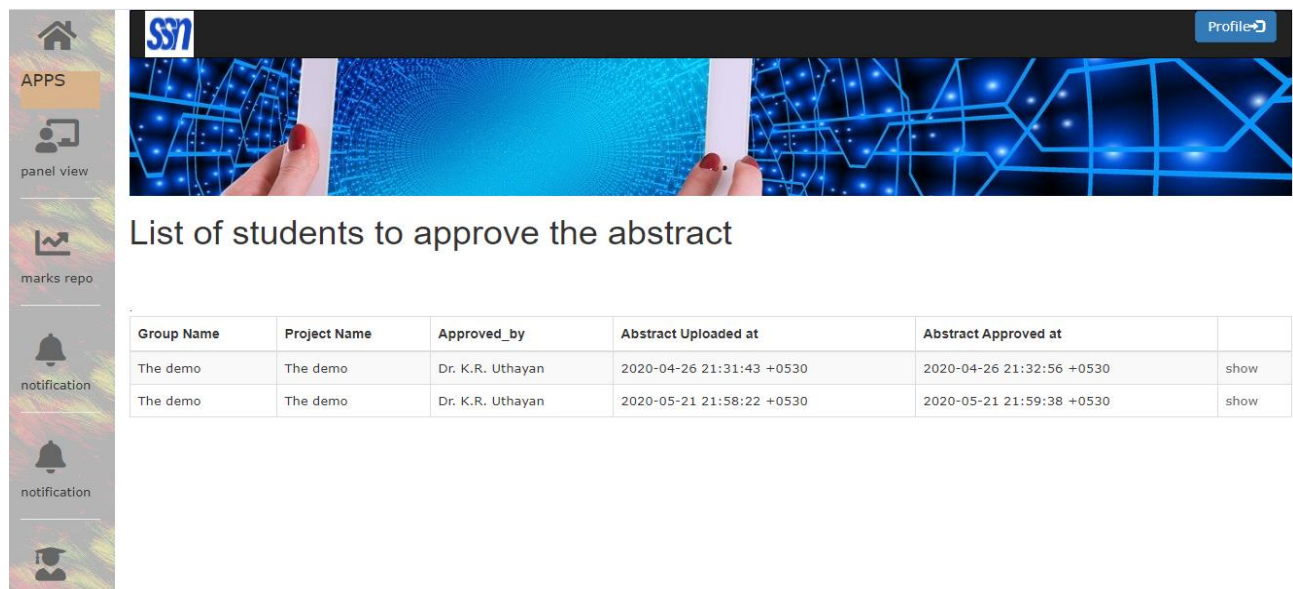 SSN
Profile
APPS
panel view
marks repo
notification
notification
List of students to approve the abstract
.
Group Name Project Name Approved_by Abstract Uploaded at Abstract Approved at
The demo The demo Dr. K.R. Uthayan 2020-04-26 21:31:43 +0530 2020-04-26 21:32:56 +0530 show
The demo The demo Dr. K.R. Uthayan 2020-05-21 21:58:22 +0530 2020-05-21 21:59:38 +0530 show